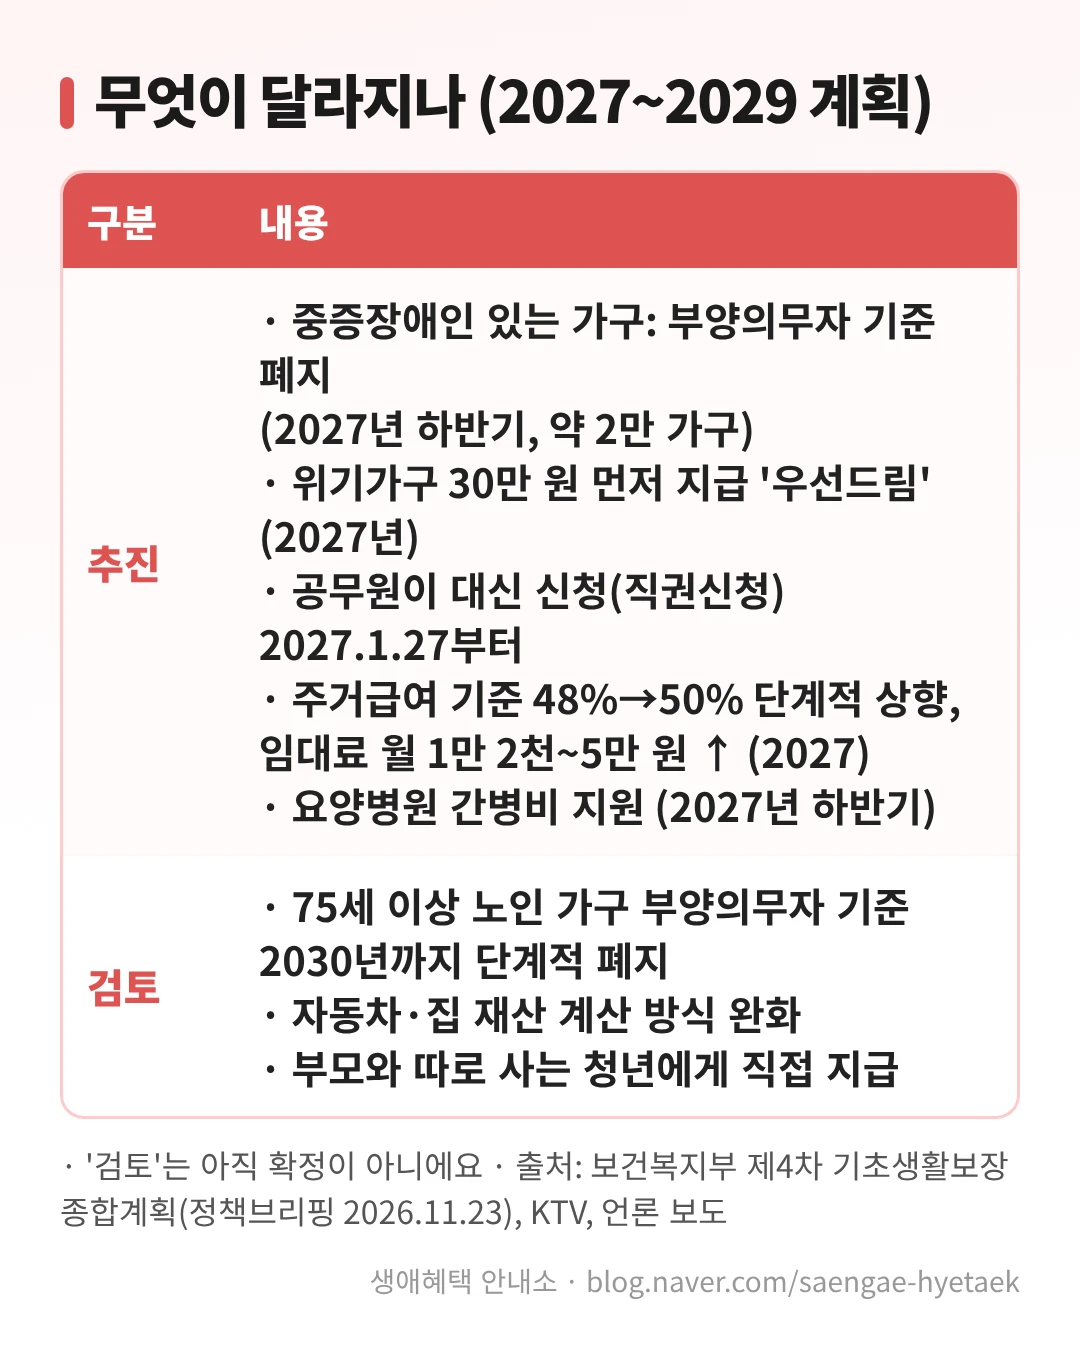 무엇이 달라지나 (2027~2029 계획)
구분 내용
추진
· 중증장애인 있는 가구: 부양의무자 기준
폐지
(2027년 하반기, 약 2만 가구)
· 위기가구 30만 원 먼저 지급 '우선드림'
(2027년)
· 공무원이 대신 신청(직권신청)
2027.1.27부터
· 주거급여 기준 48%→50% 단계적 상향,
임대료 월 1만 2천~5만 원 ↑ (2027)
· 요양병원 간병비 지원 (2027년 하반기)
검토
· 75세 이상 노인 가구 부양의무자 기준
2030년까지 단계적 폐지
· 자동차·집 재산 계산 방식 완화
· 부모와 따로 사는 청년에게 직접 지급
· '검토'는 아직 확정이 아니에요 · 출처: 보건복지부 제4차 기초생활보장
종합계획(정책브리핑 2026.11.23), KTV, 언론 보도
생애혜택 안내소 · blog.naver.com/saengae-hyetaek